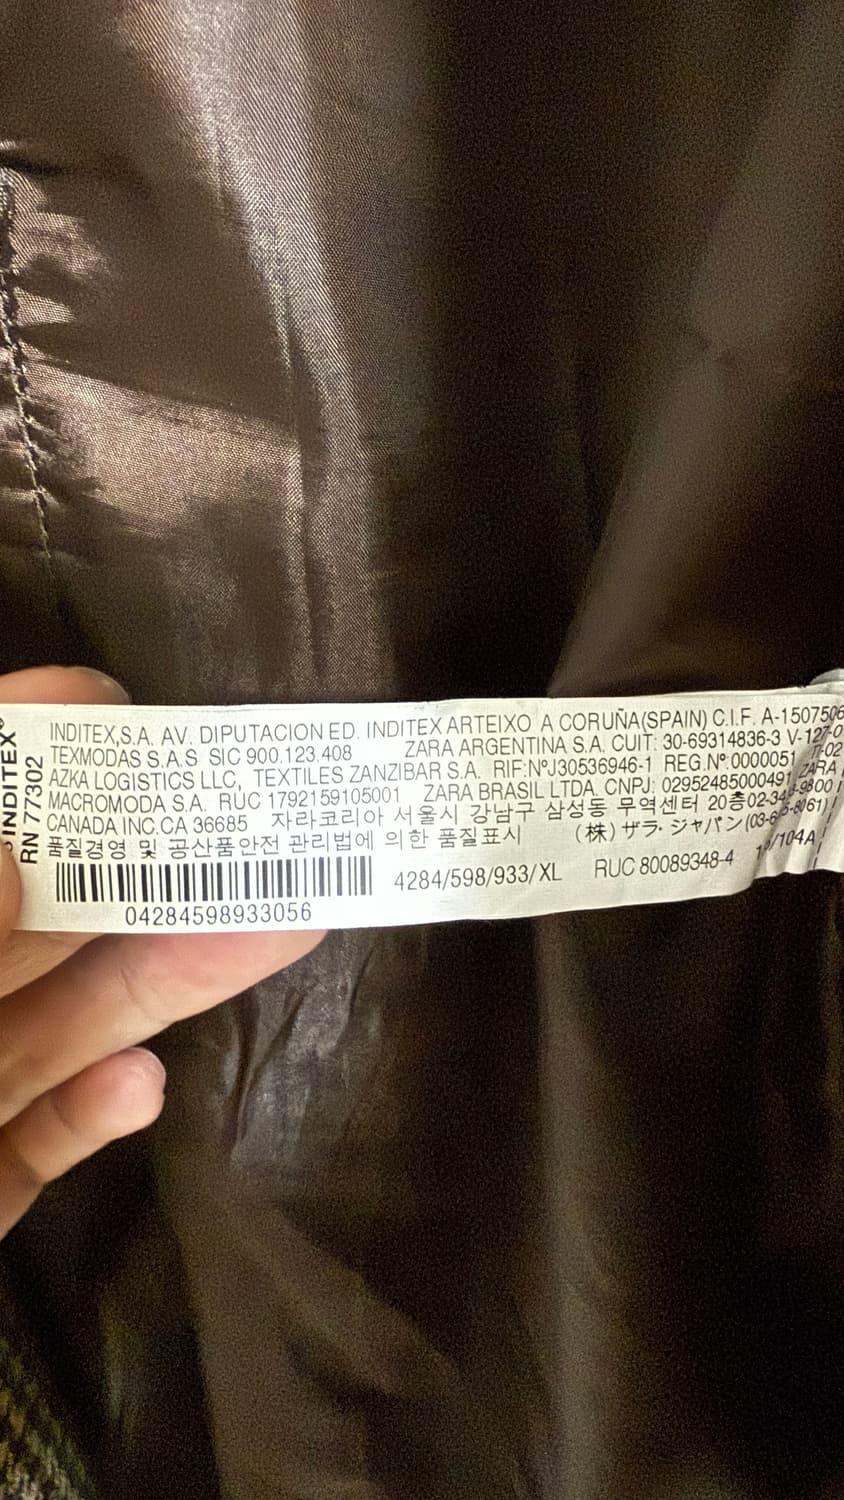 INDITEX®
RN 77302
INDITEX,S.A. AV. DIPUTACION ED. INDITEX ARTEIXO A CORUÑA(SPAIN) C.I.F. A-1507506
TEXMODAS S.A.S SIC 900.123.408 ZARA ARGENTINA S.A. CUIT: 30-69314836-3
AZKA LOGISTICS LLC, TEXTILES ZANZIBAR S.A. RIF:NºJ30536946-1 REG.Nº:0000051
MACROMODA S.A. RUC 1792159105001 ZARA BRASIL LTDA. CNPJ: 02952485000491 ZARA
CANADA INC.CA 36685 자라코리아 서울시 강남구 삼성동 무역센터 20층
품질경영 및 공산품안전 관리법에 의한 품질표시 (株)ザラ・ジャパン
4284/598/933/XL RUC 80089348-4
04284598933056